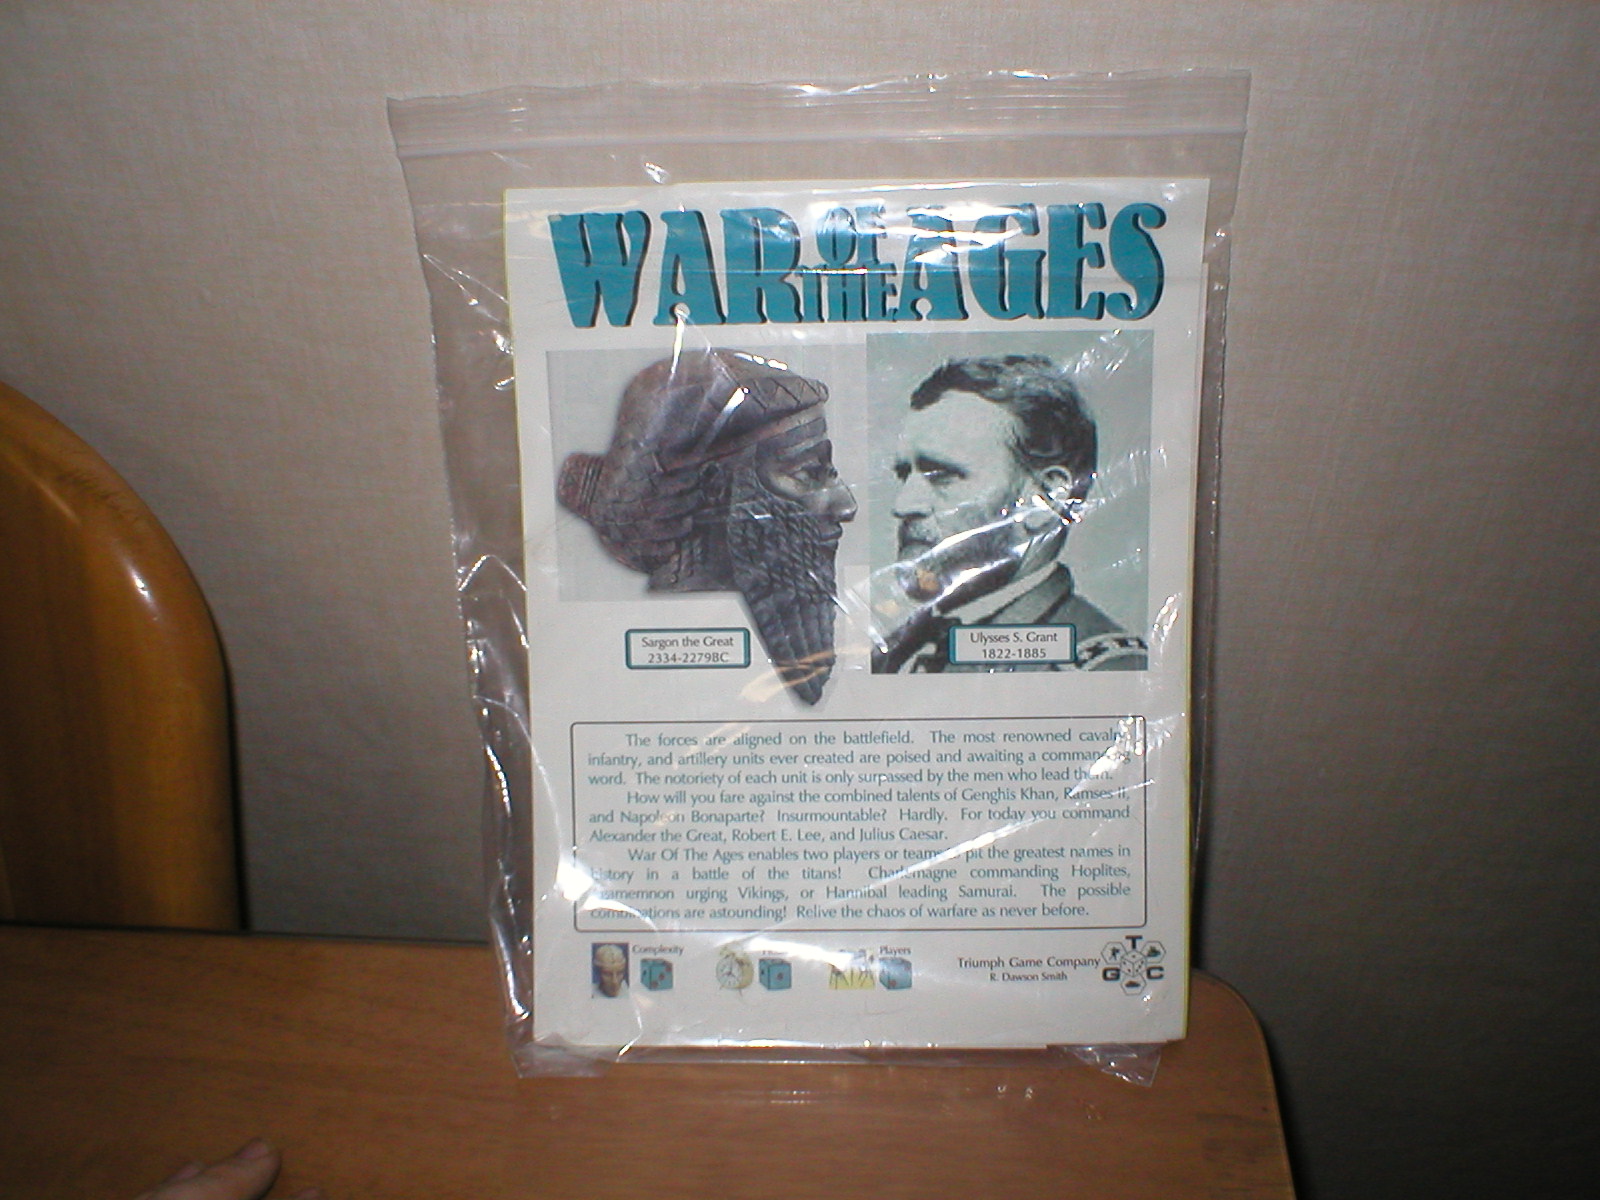 WAR OF THE AGES
Sargon the Great
2334-2279BC
Ulysses S. Grant
1822-1885
The forces are aligned on the battlefield. The most renowned cavalry,
infantry, and artillery units ever created are poised and awaiting a commanding
word. The notoriety of each unit is only surpassed by the men who lead them.
How will you fare against the combined talents of Genghis Khan, Ramses II,
and Napoleon Bonaparte? Insurmountable? Hardly. For today you command
Alexander the Great, Robert E. Lee, and Julius Caesar.
War Of The Ages enables two players or teams to pit the greatest names in
history in a battle of the titans! Charlemagne commanding Hoplites,
Agamemnon urging Vikings, or Hannibal leading Samurai. The possible
combinations are astounding! Relive the chaos of warfare as never before.
Complexity
Players
Triumph Game Company
R. Dawson Smith
T
G C